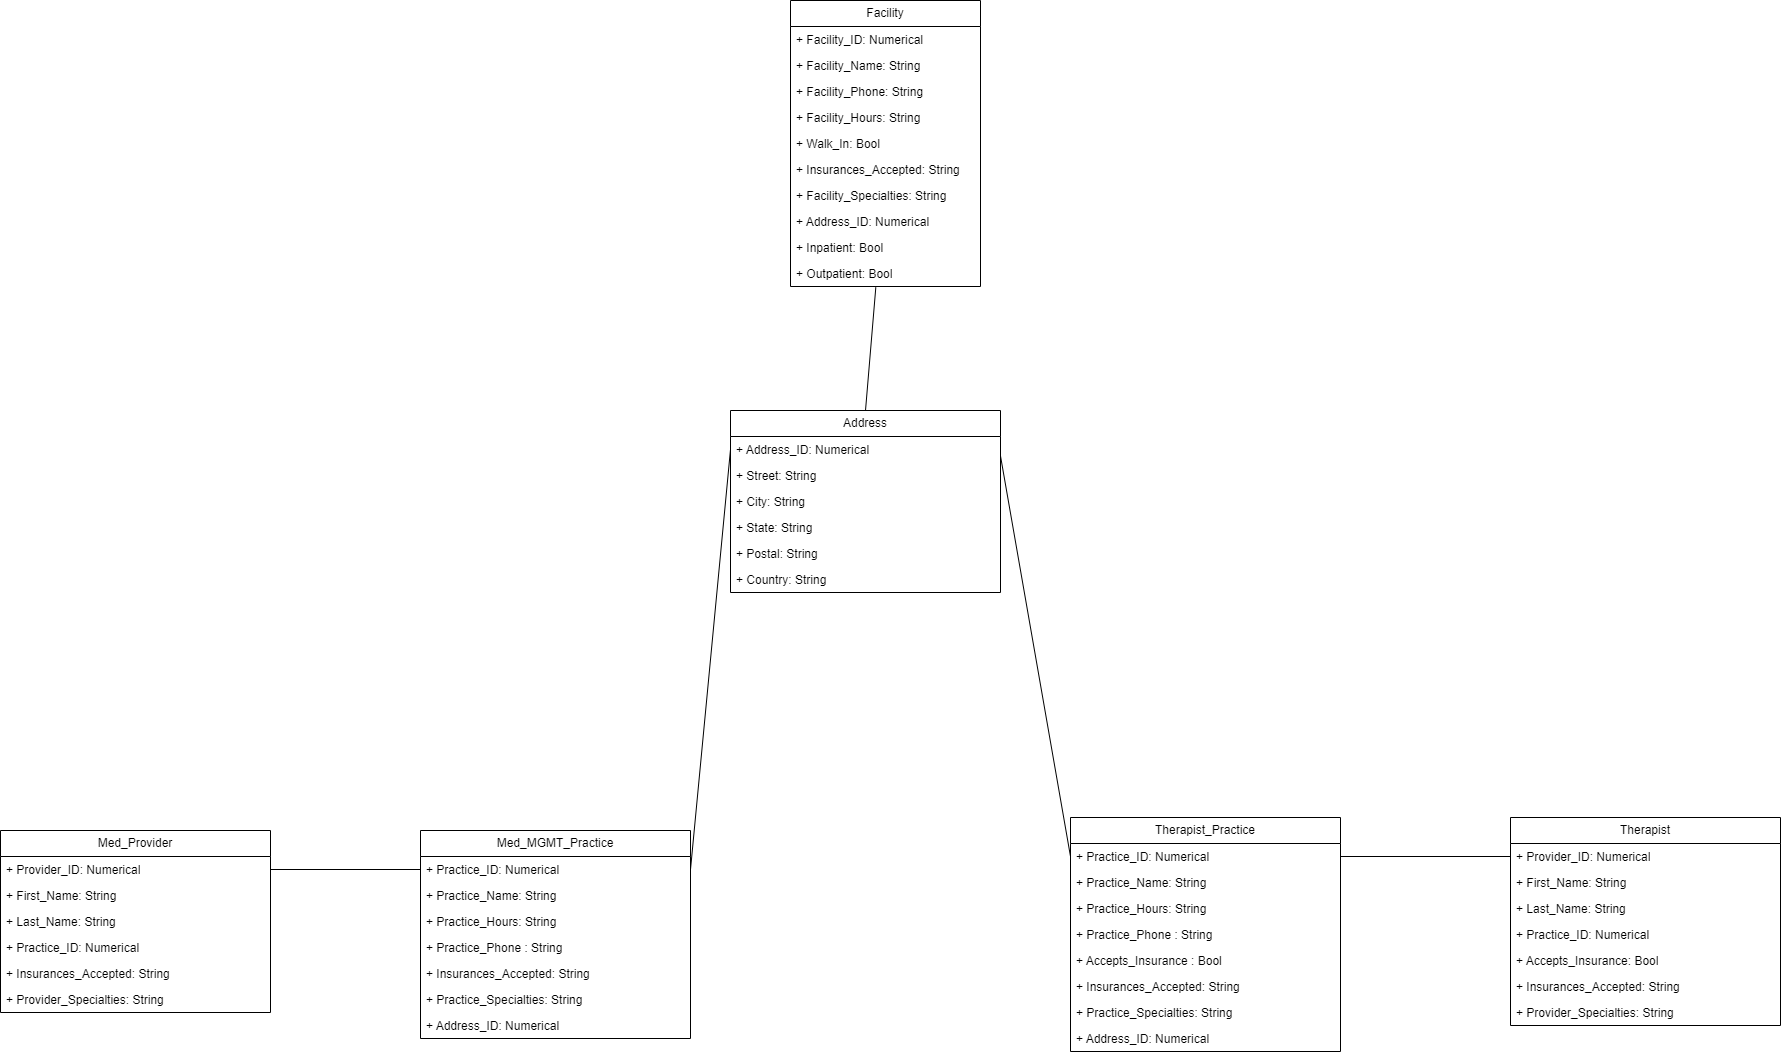 Facility
+ Facility_ID: Numerical
+ Facility_Name: String
+ Facility_Phone: String
+ Facility_Hours: String
+ Walk_In: Bool
+ Insurances_Accepted: String
+ Facility_Specialties: String
+ Address_ID: Numerical
+ Inpatient: Bool
+ Outpatient: Bool
Address
+ Address_ID: Numerical
+ Street: String
+ City: String
+ State: String
+ Postal: String
+ Country: String
Med_Provider
+ Provider_ID: Numerical
+ First_Name: String
+ Last_Name: String
+ Practice_ID: Numerical
+ Insurances_Accepted: String
+ Provider_Specialties: String
Med_MGMT_Practice
+ Practice_ID: Numerical
+ Practice_Name: String
+ Practice_Hours: String
+ Practice_Phone : String
+ Insurances_Accepted: String
+ Practice_Specialties: String
+ Address_ID: Numerical
Therapist_Practice
+ Practice_ID: Numerical
+ Practice_Name: String
+ Practice_Hours: String
+ Practice_Phone : String
+ Accepts_Insurance : Bool
+ Insurances_Accepted: String
+ Practice_Specialties: String
+ Address_ID: Numerical
Therapist
+ Provider_ID: Numerical
+ First_Name: String
+ Last_Name: String
+ Practice_ID: Numerical
+ Accepts_Insurance: Bool
+ Insurances_Accepted: String
+ Provider_Specialties: String